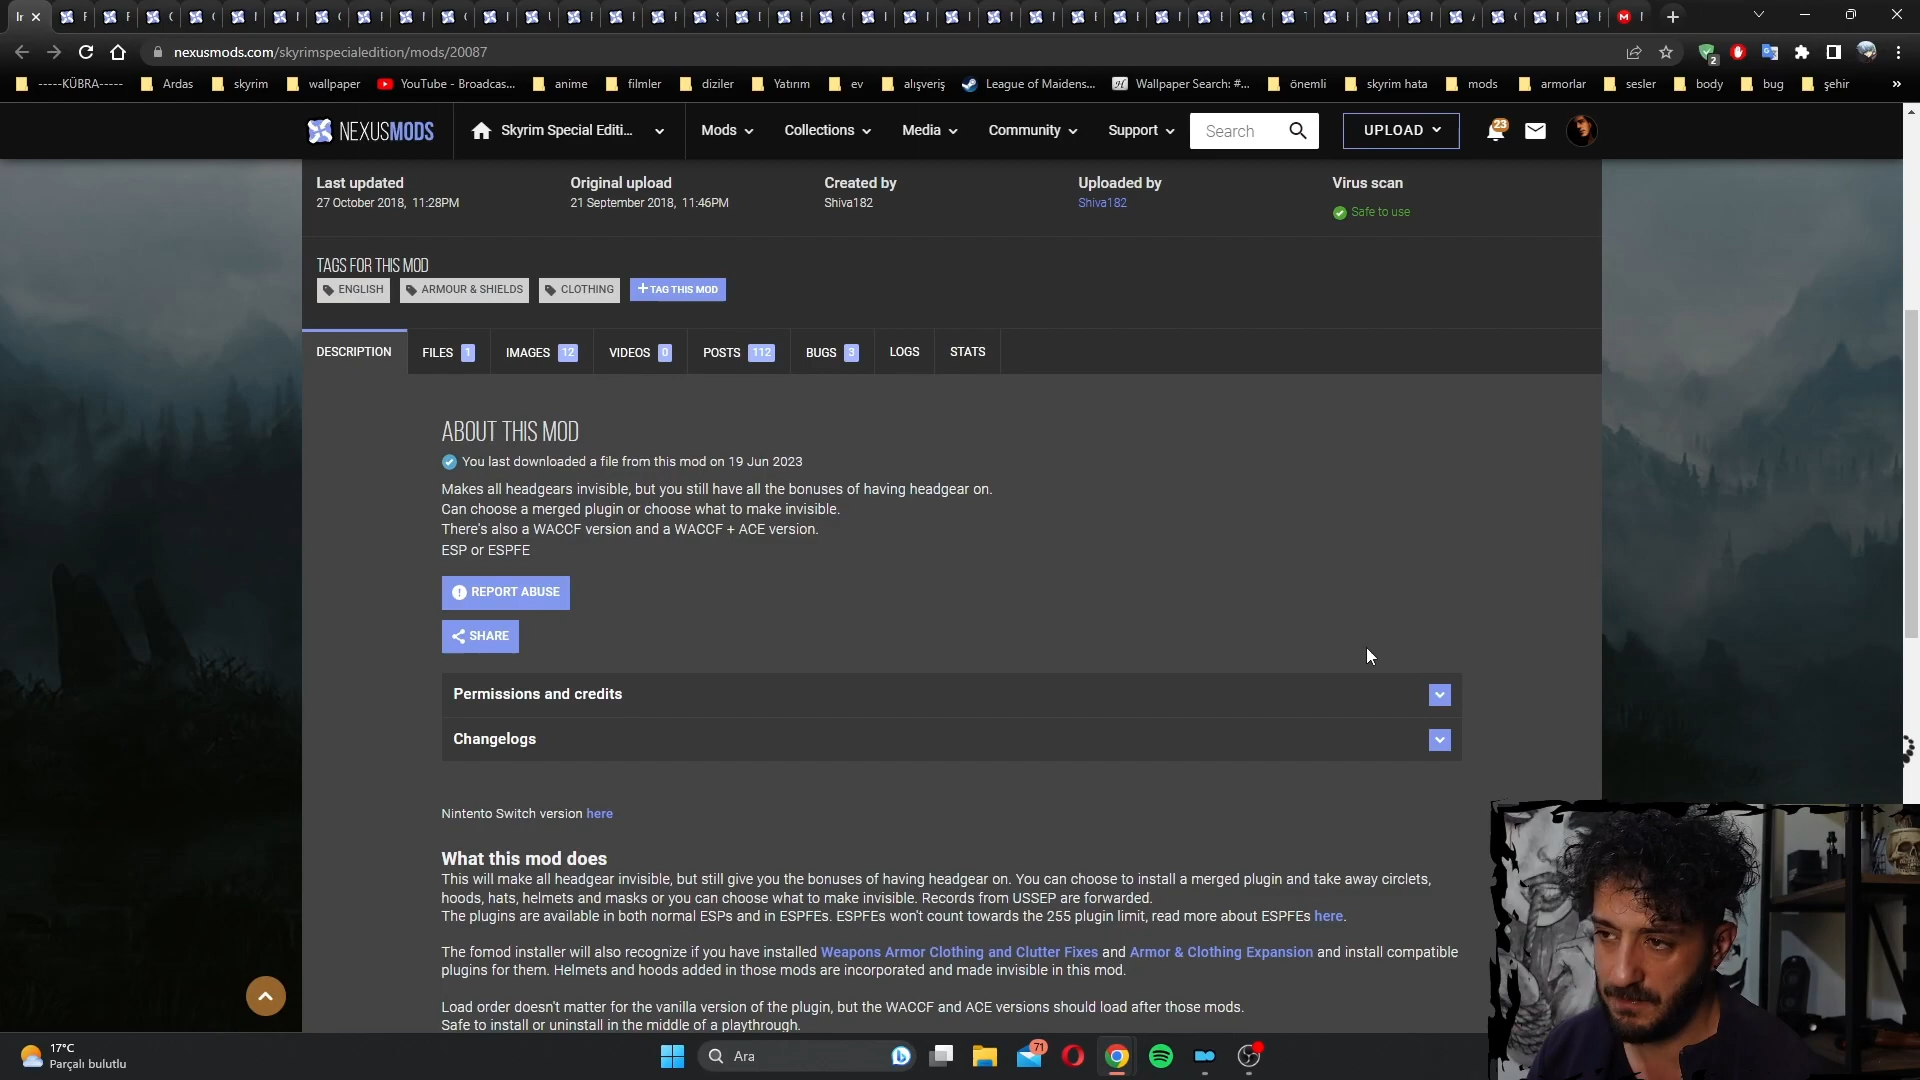 nexusmods.com/skyrimspecialedition/mods/20087
-----KÜBRA-----
Ardas
skyrim
wallpaper
YouTube - Broadcas...
anime
filmler
diziler
Yatırım
ev
alışveriş
League of Maidens...
Wallpaper Search: #...
önemli
skyrim hata
mods
armorlar
sesler
body
bug
şehir
NEXUSMODS
Skyrim Special Editi...
Mods
Collections
Media
Community
Support
Search
UPLOAD
23
Last updated
27 October 2018, 11:28PM
Original upload
21 September 2018, 11:46PM
Created by
Shiva182
Uploaded by
Shiva182
Virus scan
Safe to use
TAGS FOR THIS MOD
ENGLISH
ARMOUR & SHIELDS
CLOTHING
+TAG THIS MOD
DESCRIPTION
FILES 1
IMAGES 12
VIDEOS 0
POSTS 112
BUGS 3
LOGS
STATS
ABOUT THIS MOD
You last downloaded a file from this mod on 19 Jun 2023
Makes all headgears invisible, but you still have all the bonuses of having headgear on.
Can choose a merged plugin or choose what to make invisible.
There's also a WACCF version and a WACCF + ACE version.
ESP or ESPFE
REPORT ABUSE
SHARE
Permissions and credits
Changelogs
Nintento Switch version here
What this mod does
This will make all headgear invisible, but still give you the bonuses of having headgear on. You can choose to install a merged plugin and take away circlets,
hoods, hats, helmets and masks or you can choose what to make invisible. Records from USSEP are forwarded.
The plugins are available in both normal ESPs and in ESPFEs. ESPFEs won't count towards the 255 plugin limit, read more about ESPFEs here.
The fomod installer will also recognize if you have installed Weapons Armor Clothing and Clutter Fixes and Armor & Clothing Expansion and install compatible
plugins for them. Helmets and hoods added in those mods are incorporated and made invisible in this mod.
Load order doesn't matter for the vanilla version of the plugin, but the WACCF and ACE versions should load after those mods.
Safe to install or uninstall in the middle of a playthrough.
17°C
Parçalı bulutlu
Ara
71